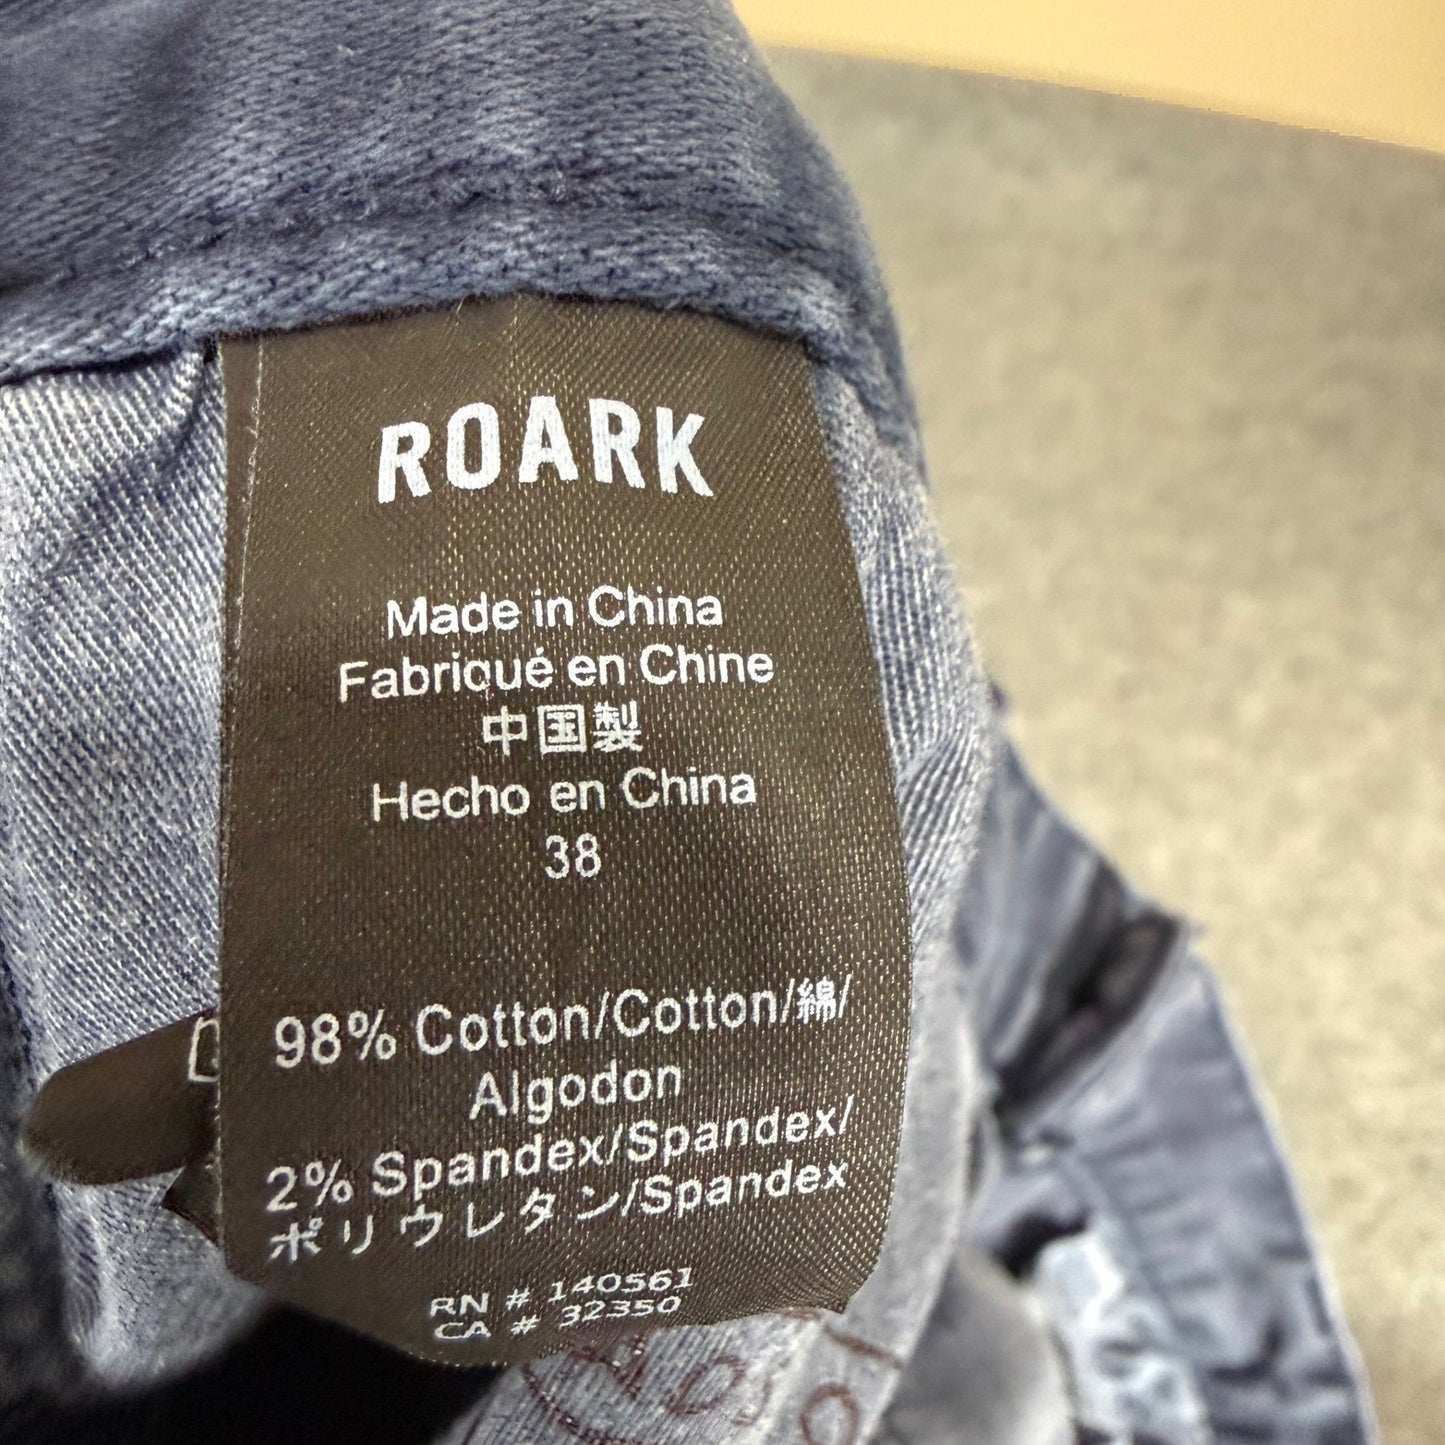 ROARK
Made in China
Fabriqué en Chine
中国製
Hecho en China
38
98% Cotton/Cotton/綿/
Algodon
2% Spandex/Spandex/
ポリウレタン/Spandex
RN # 140561
CA # 32350